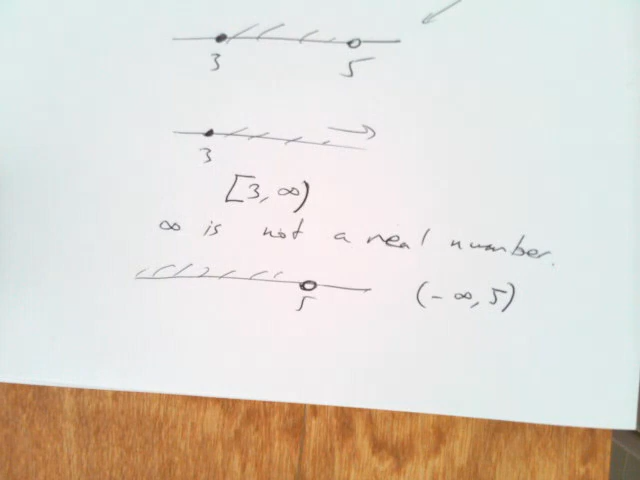 3 5
3
[3, ∞)
∞ is not a real number.
5 (-∞, 5)